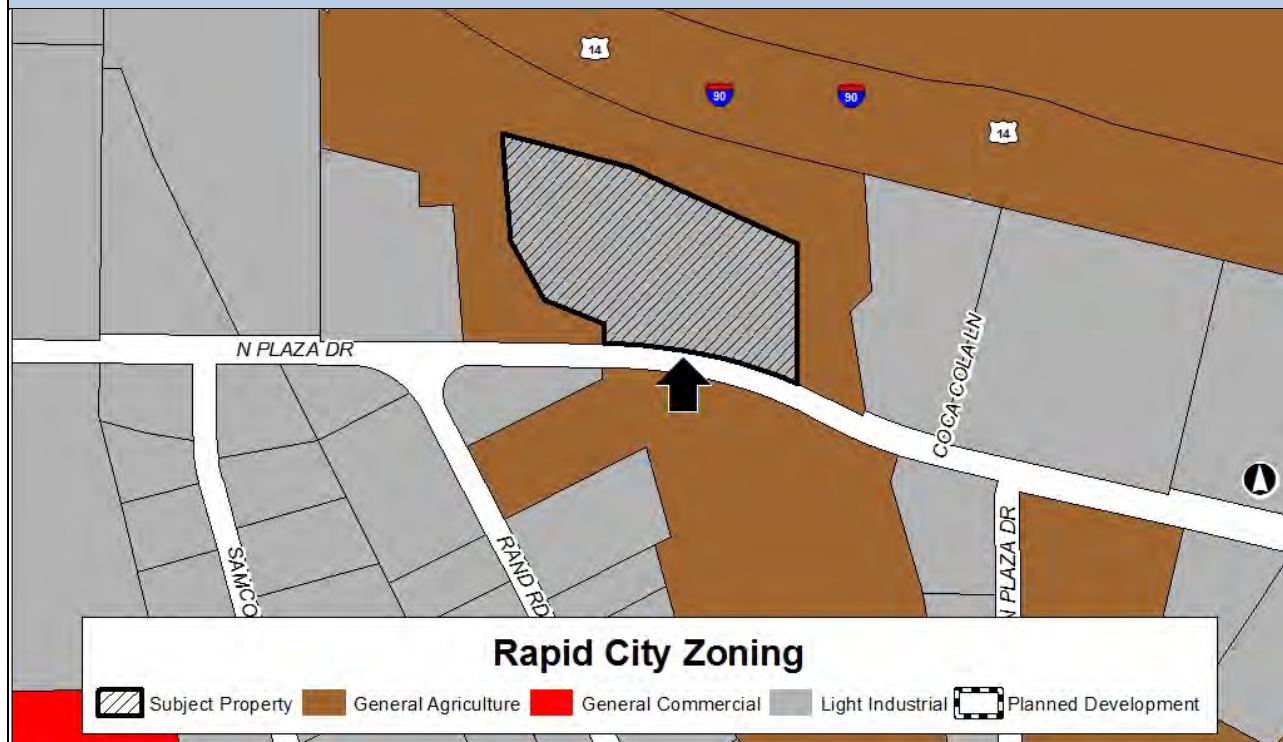 14
90
90
14
N PLAZA DR
COCA-COLA LN
SAMCO
RAND RD
N PLAZA DR
Rapid City Zoning
Subject Property General Agriculture General Commercial Light Industrial Planned Development